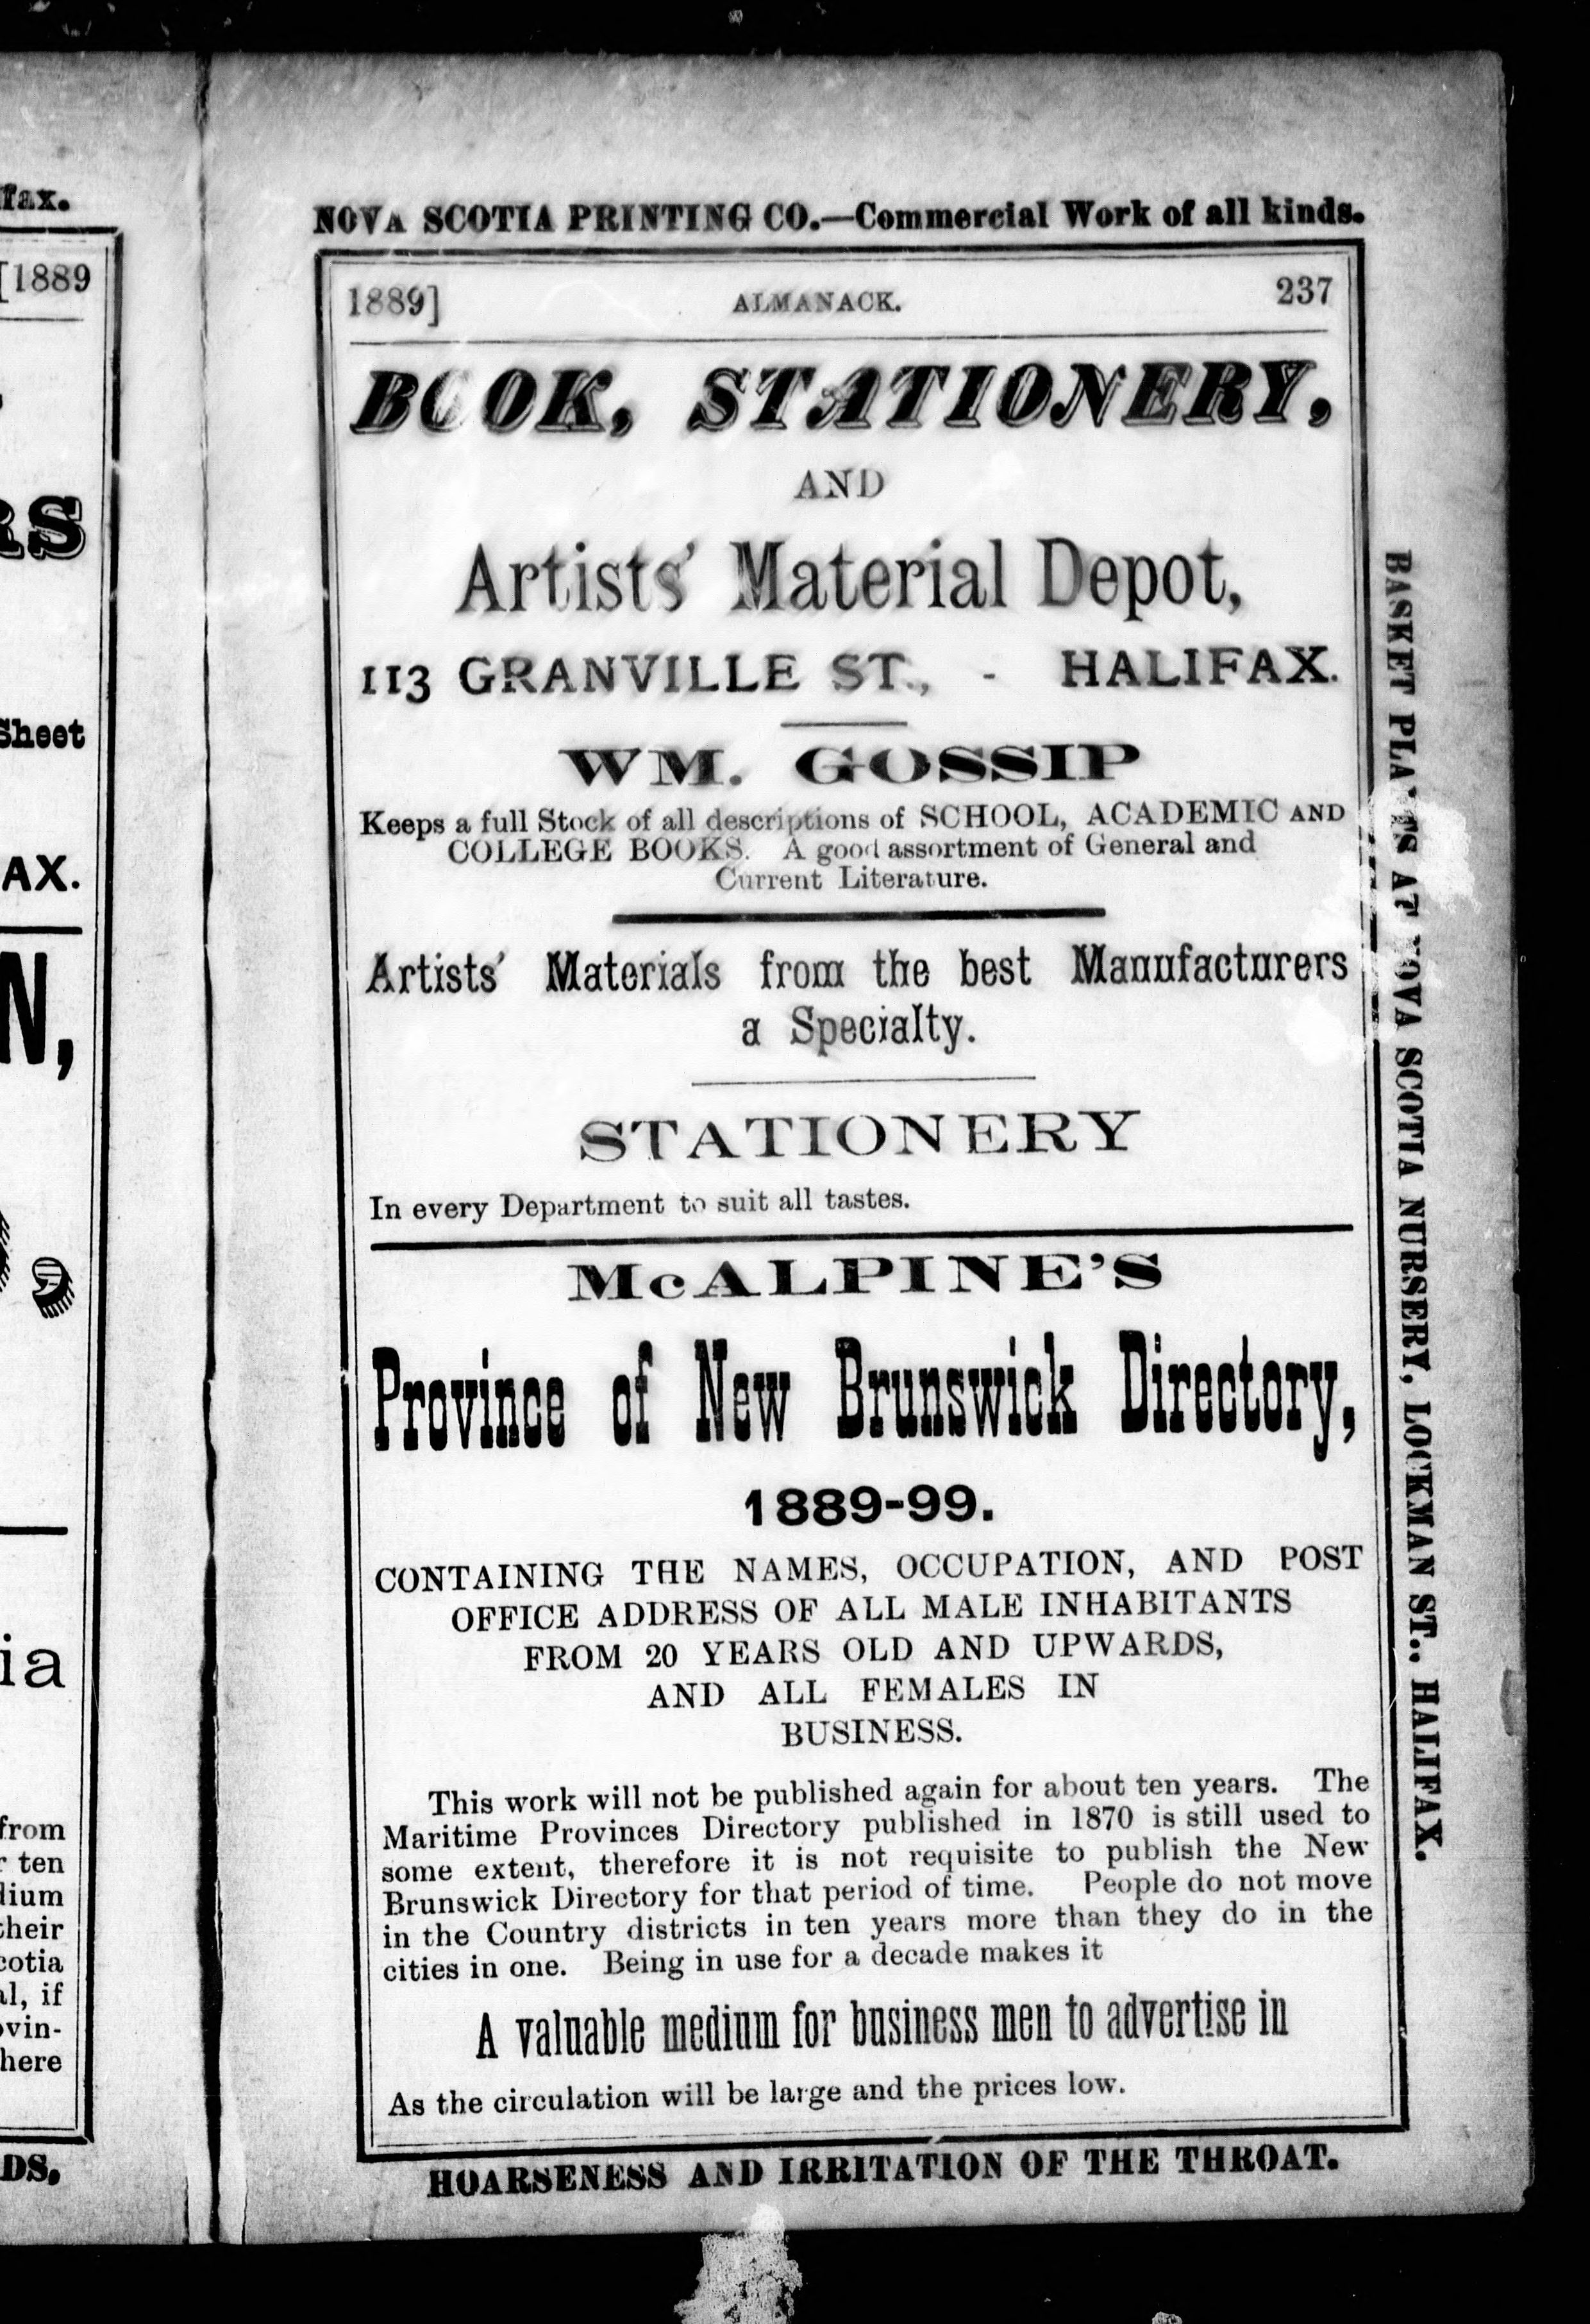 fax.
[1889
RS
Sheet
AX.
N,
ia
from
r ten
dium
their
cotia
al, if
ovin-
here
DS,
NOVA SCOTIA PRINTING CO.—Commercial Work of all kinds.
1889] ALMANACK. 237
BOOK, STATIONERY,
AND
Artists' Material Depot,
113 GRANVILLE ST., - HALIFAX.
WM. GOSSIP
Keeps a full Stock of all descriptions of SCHOOL, ACADEMIC AND
COLLEGE BOOKS. A good assortment of General and
Current Literature.
Artists' Materials from the best Manufacturers
a Specialty.
STATIONERY
In every Department to suit all tastes.
McALPINE'S
Province of New Brunswick Directory,
1889-99.
CONTAINING THE NAMES, OCCUPATION, AND POST
OFFICE ADDRESS OF ALL MALE INHABITANTS
FROM 20 YEARS OLD AND UPWARDS,
AND ALL FEMALES IN
BUSINESS.
This work will not be published again for about ten years. The
Maritime Provinces Directory published in 1870 is still used to
some extent, therefore it is not requisite to publish the New
Brunswick Directory for that period of time. People do not move
in the Country districts in ten years more than they do in the
cities in one. Being in use for a decade makes it
A valuable medium for business men to advertise in
As the circulation will be large and the prices low.
HOARSENESS AND IRRITATION OF THE THROAT.
BASKET PLANTS AT NOVA SCOTIA NURSERY, LOCKMAN ST., HALIFAX.